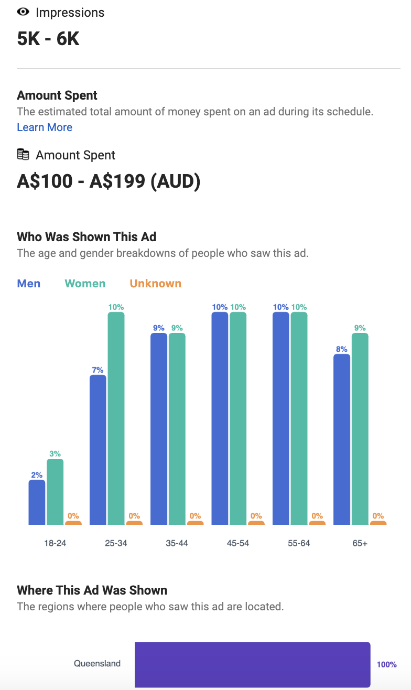 Impressions
5K - 6K
Amount Spent
The estimated total amount of money spent on an ad during its schedule.
Learn More
Amount Spent
A$100 - A$199 (AUD)
Who Was Shown This Ad
The age and gender breakdowns of people who saw this ad.
Men Women Unknown
2% 3% 0% 7% 10% 0% 9% 9% 0% 10% 10% 0% 10% 10% 0% 8% 9% 0%
18-24 25-34 35-44 45-54 55-64 65+
Where This Ad Was Shown
The regions where people who saw this ad are located.
Queensland 100%